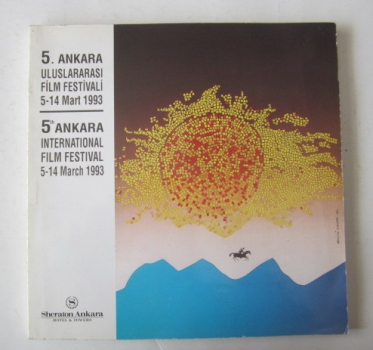 5. ANKARA
ULUSLARARASI
FİLM FESTİVALİ
5-14 Mart 1993
5th ANKARA
INTERNATIONAL
FILM FESTIVAL
5-14 March 1993
S
Sheraton Ankara
HOTEL & TOWERS